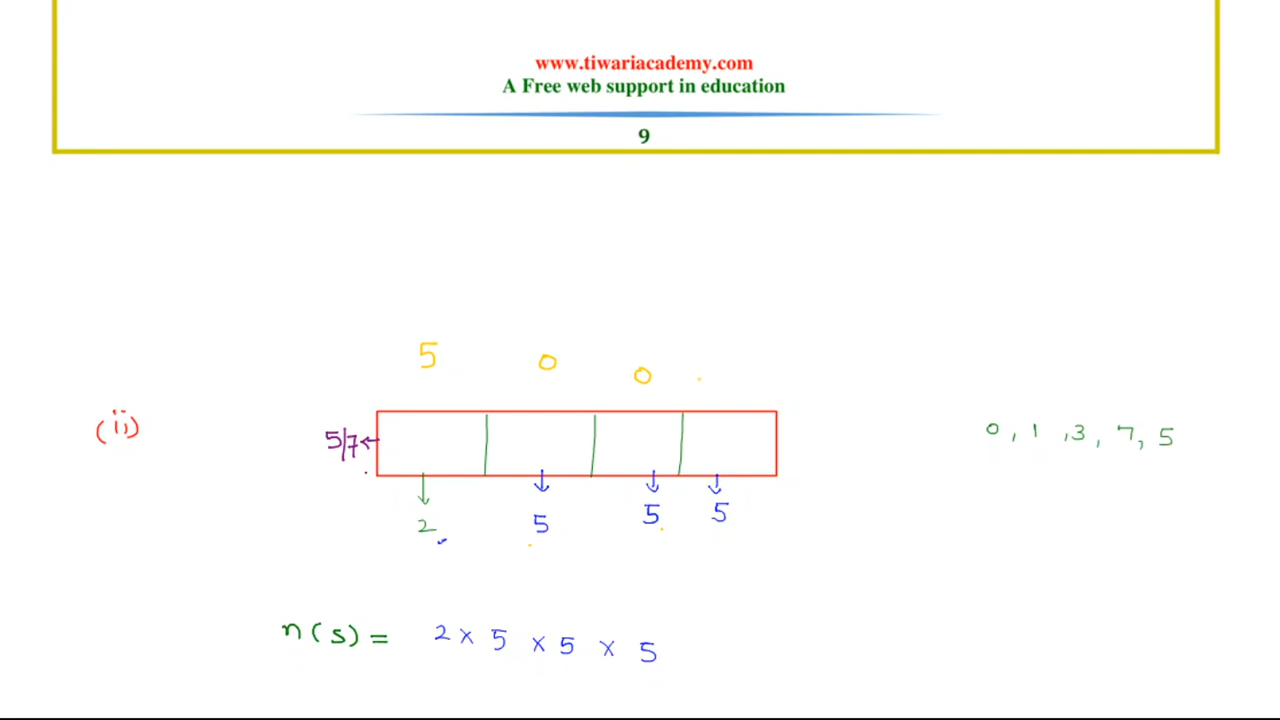 www.tiwariacademy.com
A Free web support in education
9
5 0 0
(ii)
5/7
0, 1, 3, 7, 5
2 5 5 5
n(s) = 2 × 5 × 5 × 5